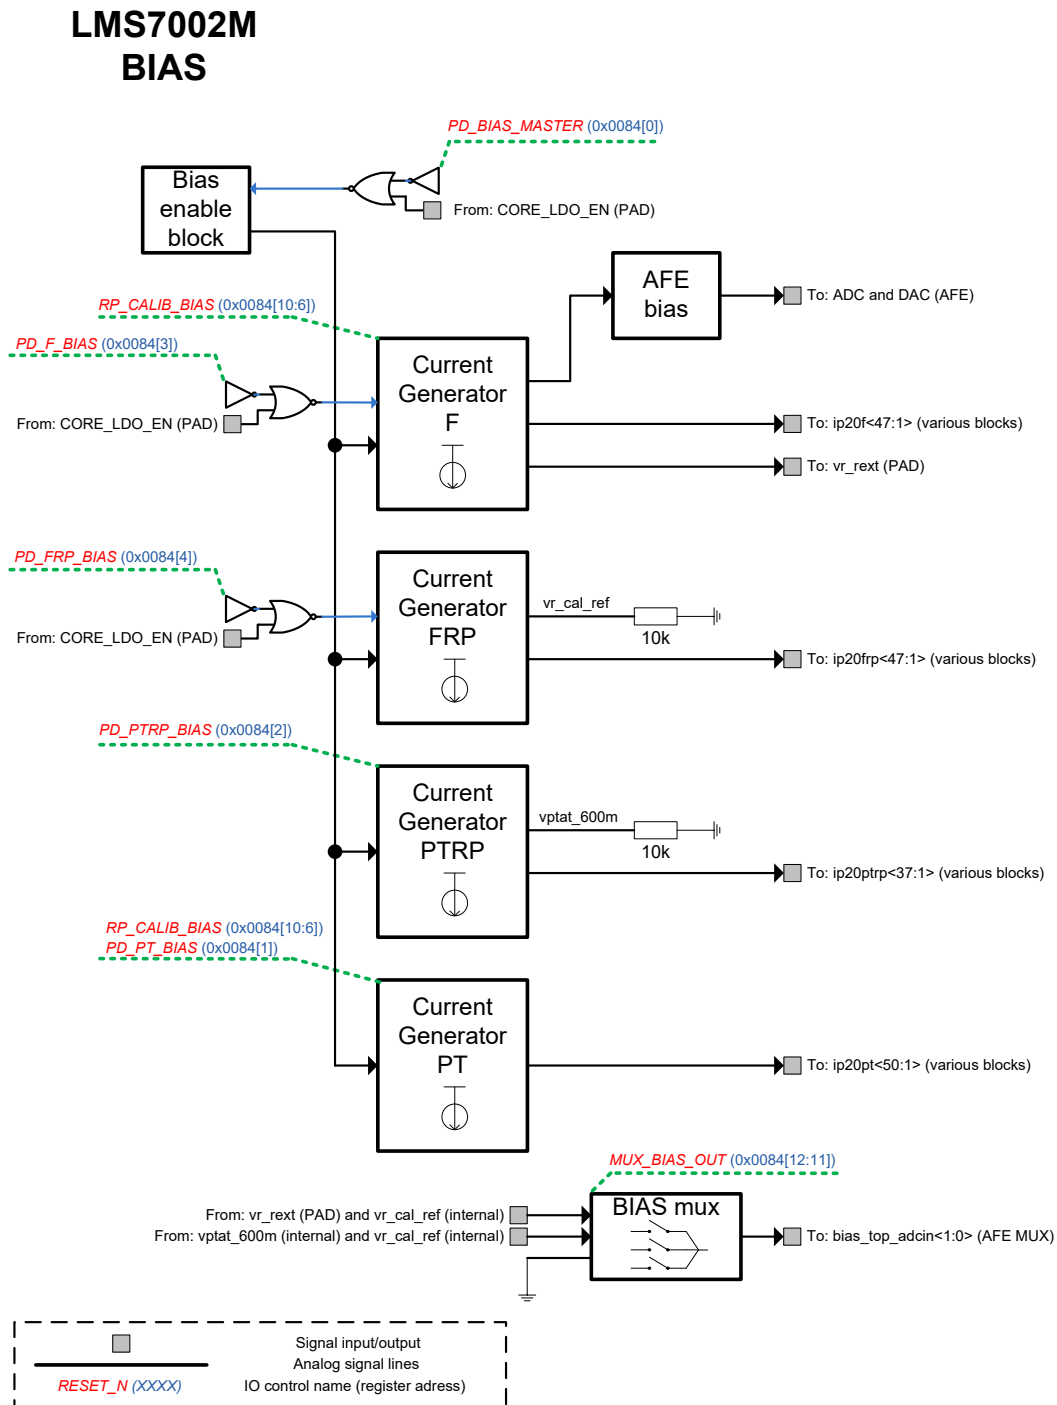 LMS7002M
BIAS
PD_BIAS_MASTER (0x0084[0])
Bias
enable
block
From: CORE_LDO_EN (PAD)
AFE
bias
To: ADC and DAC (AFE)
RP_CALIB_BIAS (0x0084[10:6])
PD_F_BIAS (0x0084[3])
From: CORE_LDO_EN (PAD)
Current
Generator
F
To: ip20f<47:1> (various blocks)
To: vr_rext (PAD)
PD_FRP_BIAS (0x0084[4])
From: CORE_LDO_EN (PAD)
Current
Generator
FRP
vr_cal_ref
10k
To: ip20frp<47:1> (various blocks)
PD_PTRP_BIAS (0x0084[2])
Current
Generator
PTRP
vptat_600m
10k
To: ip20ptrp<37:1> (various blocks)
RP_CALIB_BIAS (0x0084[10:6])
PD_PT_BIAS (0x0084[1])
Current
Generator
PT
To: ip20pt<50:1> (various blocks)
MUX_BIAS_OUT (0x0084[12:11])
BIAS mux
From: vr_rext (PAD) and vr_cal_ref (internal)
From: vptat_600m (internal) and vr_cal_ref (internal)
To: bias_top_adcin<1:0> (AFE MUX)
Signal input/output
Analog signal lines
RESET_N (XXXX) IO control name (register adress)